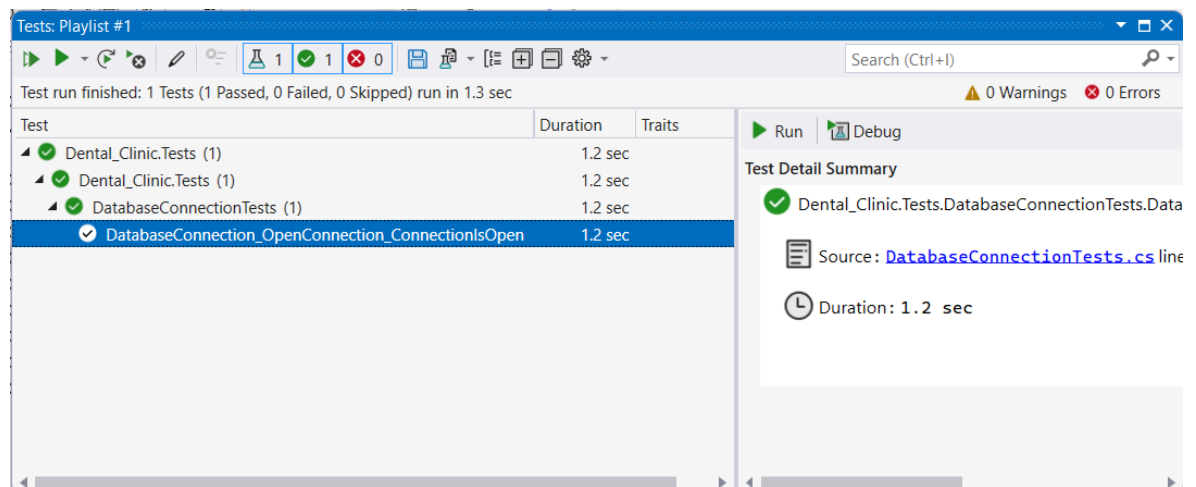 Tests: Playlist #1
1 1 0 Search (Ctrl+I)
Test run finished: 1 Tests (1 Passed, 0 Failed, 0 Skipped) run in 1.3 sec 0 Warnings 0 Errors
Test Duration Traits
Dental_Clinic.Tests (1) 1.2 sec
Dental_Clinic.Tests (1) 1.2 sec
DatabaseConnectionTests (1) 1.2 sec
DatabaseConnection_OpenConnection_ConnectionIsOpen 1.2 sec
Run Debug
Test Detail Summary
Dental_Clinic.Tests.DatabaseConnectionTests.Data
Source: DatabaseConnectionTests.cs line
Duration: 1.2 sec